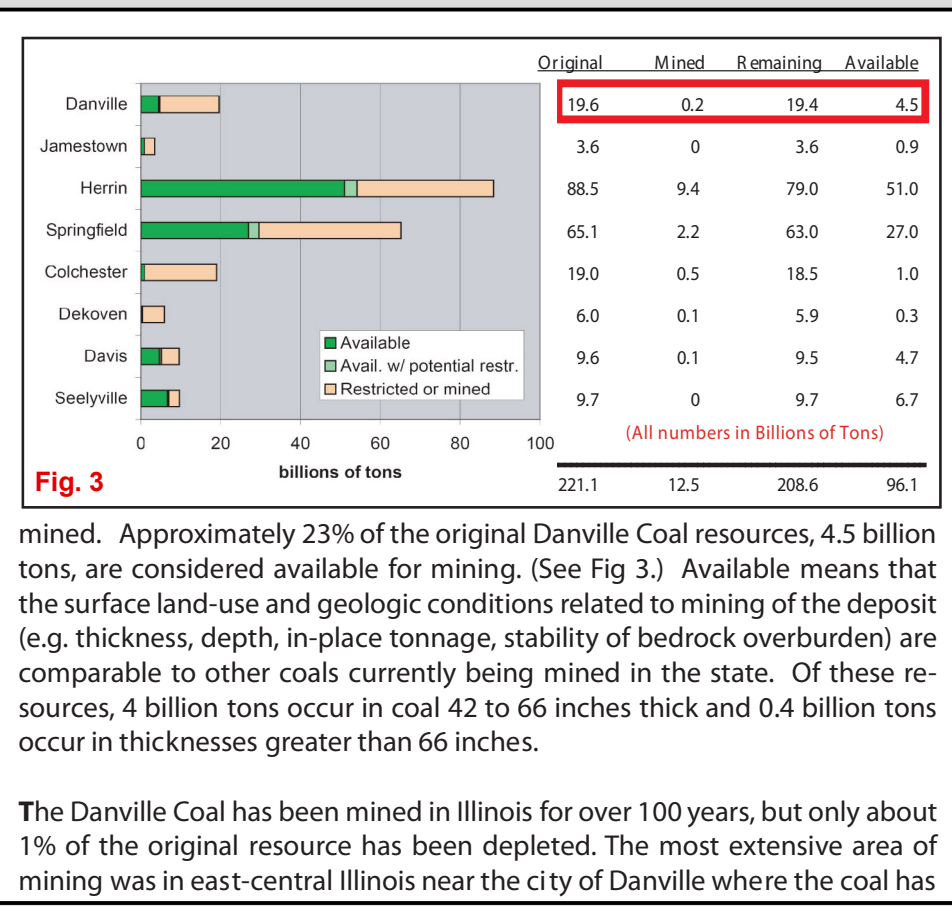 Original Mined Remaining Available
Danville 19.6 0.2 19.4 4.5
Jamestown 3.6 0 3.6 0.9
Herrin 88.5 9.4 79.0 51.0
Springfield 65.1 2.2 63.0 27.0
Colchester 19.0 0.5 18.5 1.0
Dekoven 6.0 0.1 5.9 0.3
Davis 9.6 0.1 9.5 4.7
Seelyville 9.7 0 9.7 6.7
Available
Avail. w/ potential restr.
Restricted or mined
0 20 40 60 80 100
billions of tons
(All numbers in Billions of Tons)
Fig. 3
221.1 12.5 208.6 96.1
mined. Approximately 23% of the original Danville Coal resources, 4.5 billion
tons, are considered available for mining. (See Fig 3.) Available means that
the surface land-use and geologic conditions related to mining of the deposit
(e.g. thickness, depth, in-place tonnage, stability of bedrock overburden) are
comparable to other coals currently being mined in the state. Of these re-
sources, 4 billion tons occur in coal 42 to 66 inches thick and 0.4 billion tons
occur in thicknesses greater than 66 inches.
The Danville Coal has been mined in Illinois for over 100 years, but only about
1% of the original resource has been depleted. The most extensive area of
mining was in east-central Illinois near the city of Danville where the coal has